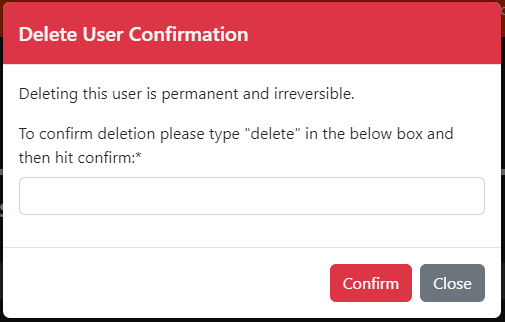 Delete User Confirmation
Deleting this user is permanent and irreversible.
To confirm deletion please type "delete" in the below box and
then hit confirm:*
Confirm
Close